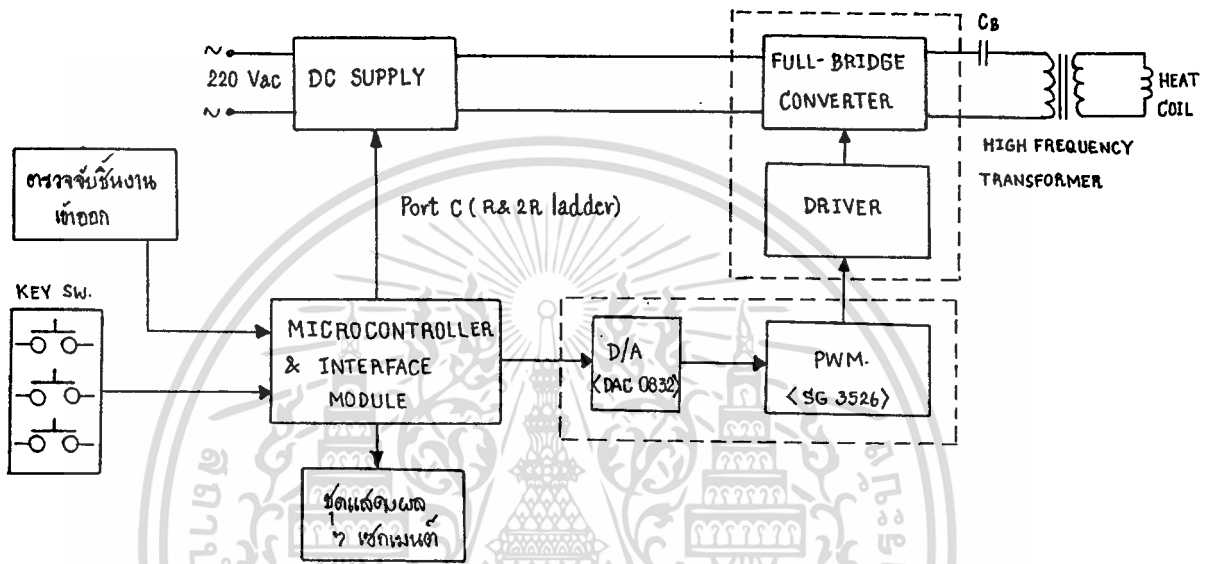 CB
~
220 Vac
~
DC SUPPLY
FULL-BRIDGE
CONVERTER
HEAT
COIL
HIGH FREQUENCY
TRANSFORMER
ตรวจจับชิ้นงาน
เข้าออก
Port C (R& 2R ladder)
DRIVER
KEY SW.
MICROCONTROLLER
& INTERFACE
MODULE
D/A
<DAC 0832>
PWM.
<SG 3526>
ชุดแสดงผล
7 เซกเมนต์